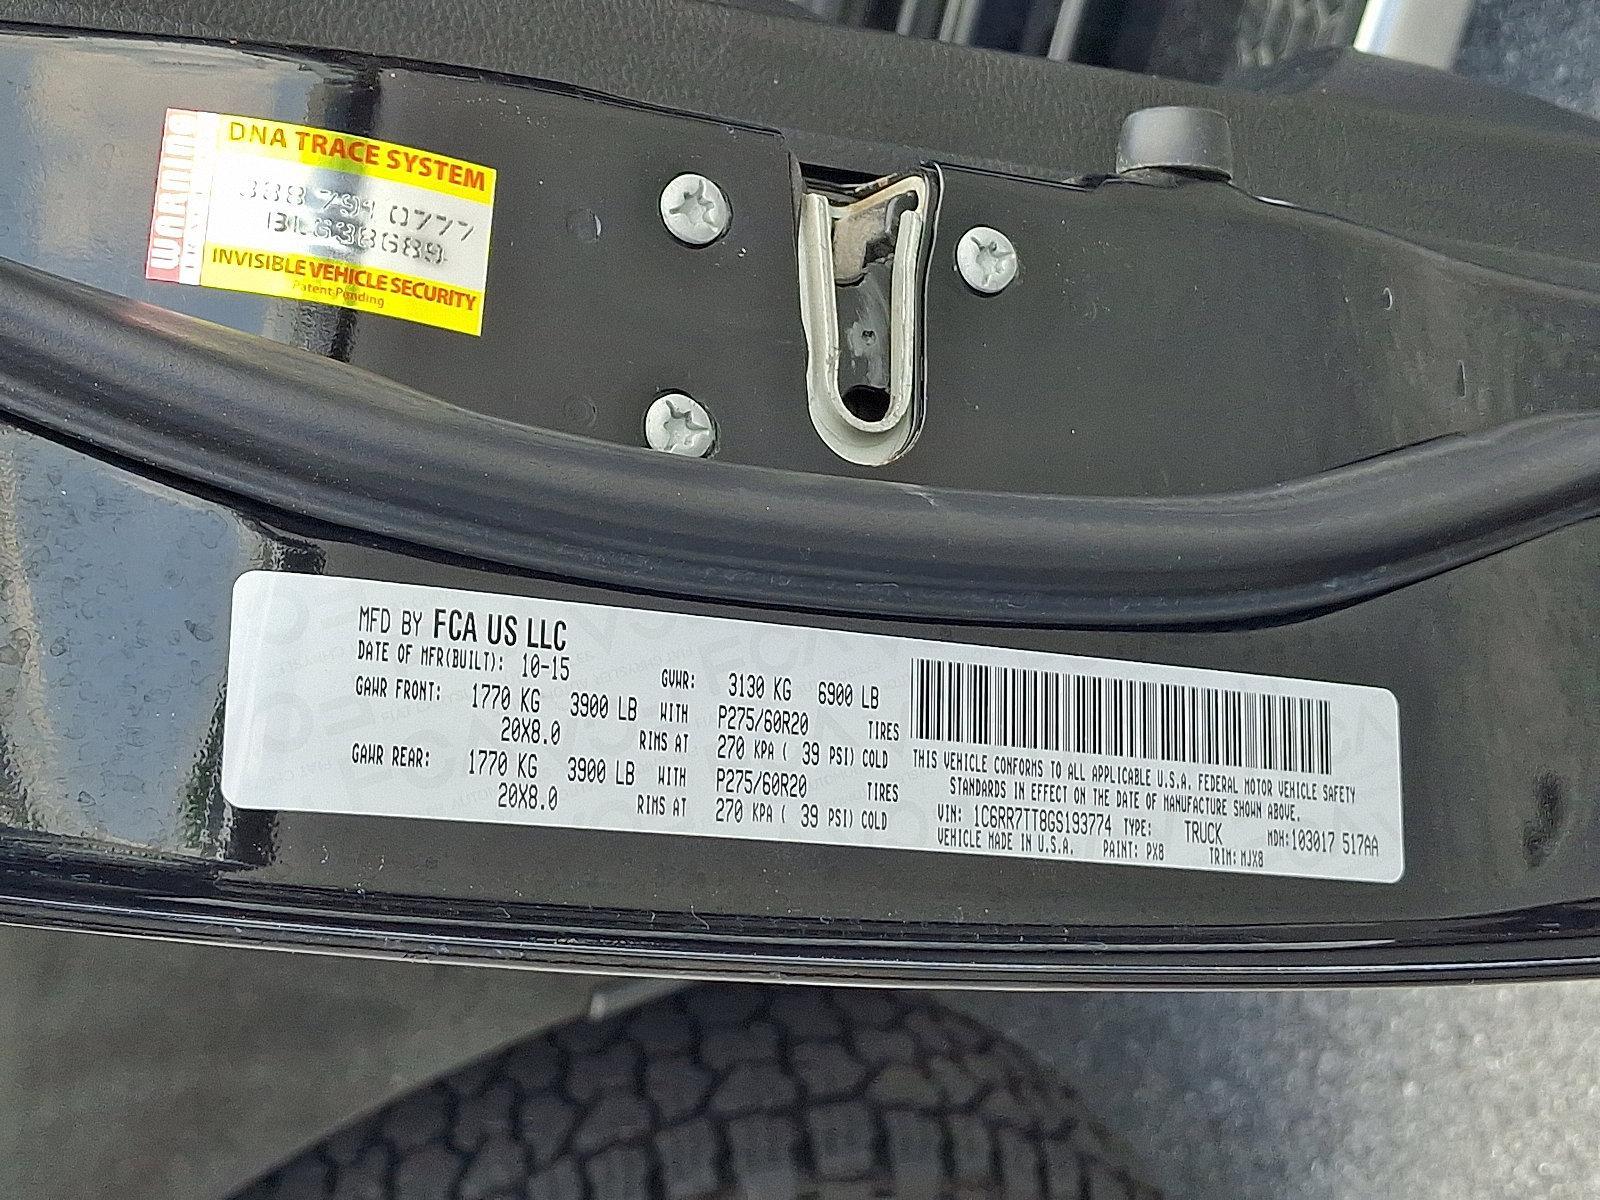 WARNING
DNA TRACE SYSTEM
888 794 0777
INVISIBLE VEHICLE SECURITY
Patent Pending
MFD BY FCA US LLC
DATE OF MFR(BUILT): 10-15 GVWR: 3130 KG 6900 LB
GAWR FRONT: 1770 KG 3900 LB WITH P275/60R20 TIRES
20X8.0 RIMS AT 270 KPA ( 39 PSI) COLD
GAWR REAR: 1770 KG 3900 LB WITH P275/60R20 TIRES
20X8.0 RIMS AT 270 KPA ( 39 PSI) COLD
THIS VEHICLE CONFORMS TO ALL APPLICABLE U.S.A. FEDERAL MOTOR VEHICLE SAFETY
STANDARDS IN EFFECT ON THE DATE OF MANUFACTURE SHOWN ABOVE.
VIN: 1C6RR7TT8GS193774 TYPE: TRUCK MDH:103017 517AA
VEHICLE MADE IN U.S.A. PAINT: PX8 TRIM: MJX8